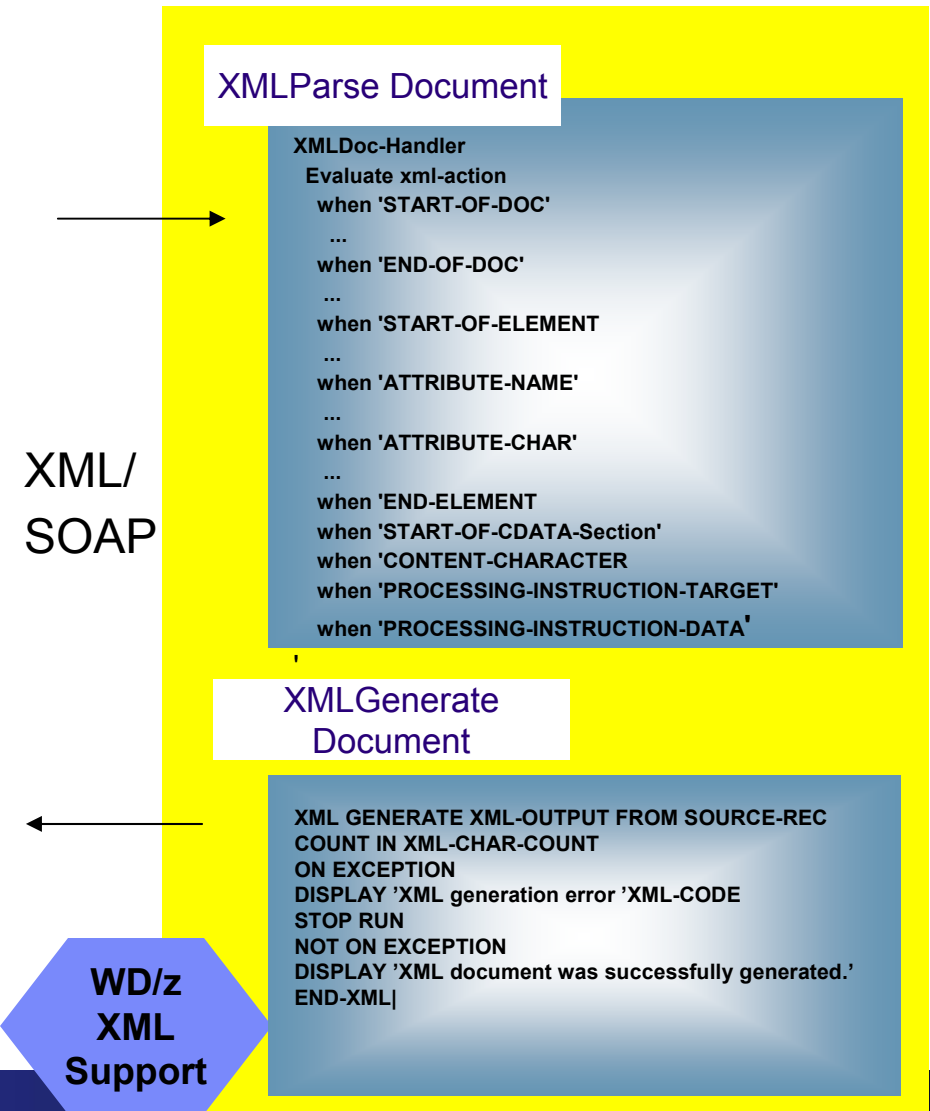 XMLParse Document
XMLDoc-Handler
Evaluate xml-action
when 'START-OF-DOC'
...
when 'END-OF-DOC'
...
when 'START-OF-ELEMENT
...
when 'ATTRIBUTE-NAME'
...
when 'ATTRIBUTE-CHAR'
...
when 'END-ELEMENT
when 'START-OF-CDATA-Section'
when 'CONTENT-CHARACTER
when 'PROCESSING-INSTRUCTION-TARGET'
when 'PROCESSING-INSTRUCTION-DATA'
'
XML/
SOAP
XMLGenerate
Document
XML GENERATE XML-OUTPUT FROM SOURCE-REC
COUNT IN XML-CHAR-COUNT
ON EXCEPTION
DISPLAY ’XML generation error ’XML-CODE
STOP RUN
NOT ON EXCEPTION
DISPLAY ’XML document was successfully generated.’
END-XML|
WD/z
XML
Support